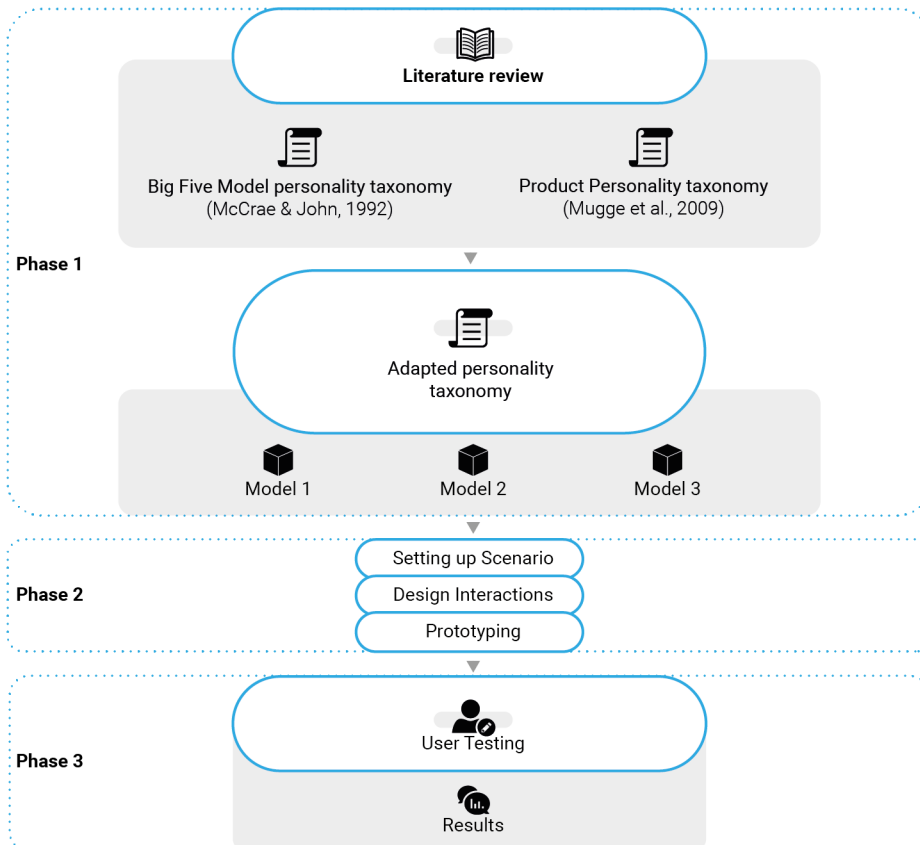 Literature review
Big Five Model personality taxonomy
(McCrae & John, 1992)
Product Personality taxonomy
(Mugge et al., 2009)
Phase 1
Adapted personality
taxonomy
Model 1
Model 2
Model 3
Phase 2
Setting up Scenario
Design Interactions
Prototyping
Phase 3
User Testing
Results